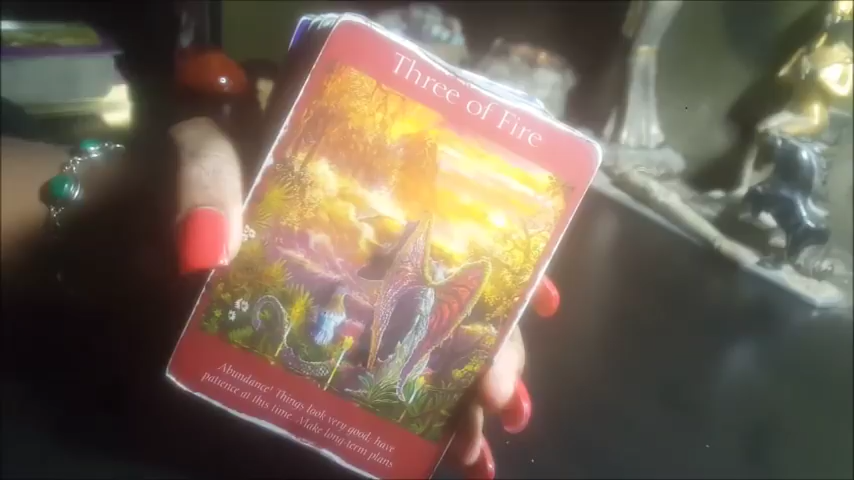 Three of Fire
Abundance! Things look very good, have
patience at this time. Make long-term plans